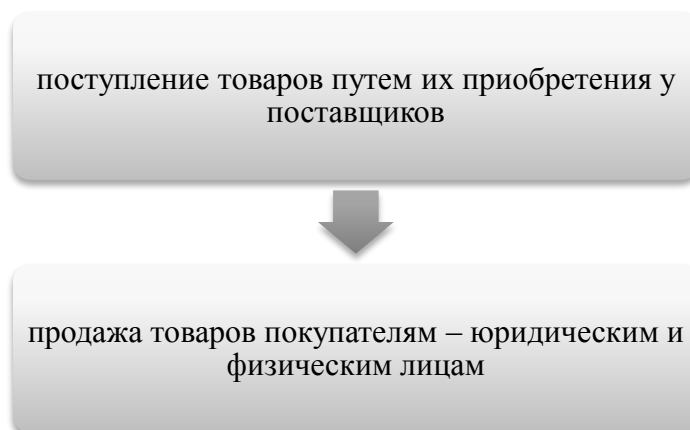 поступление товаров путем их приобретения у
поставщиков
продажа товаров покупателям – юридическим и
физическим лицам